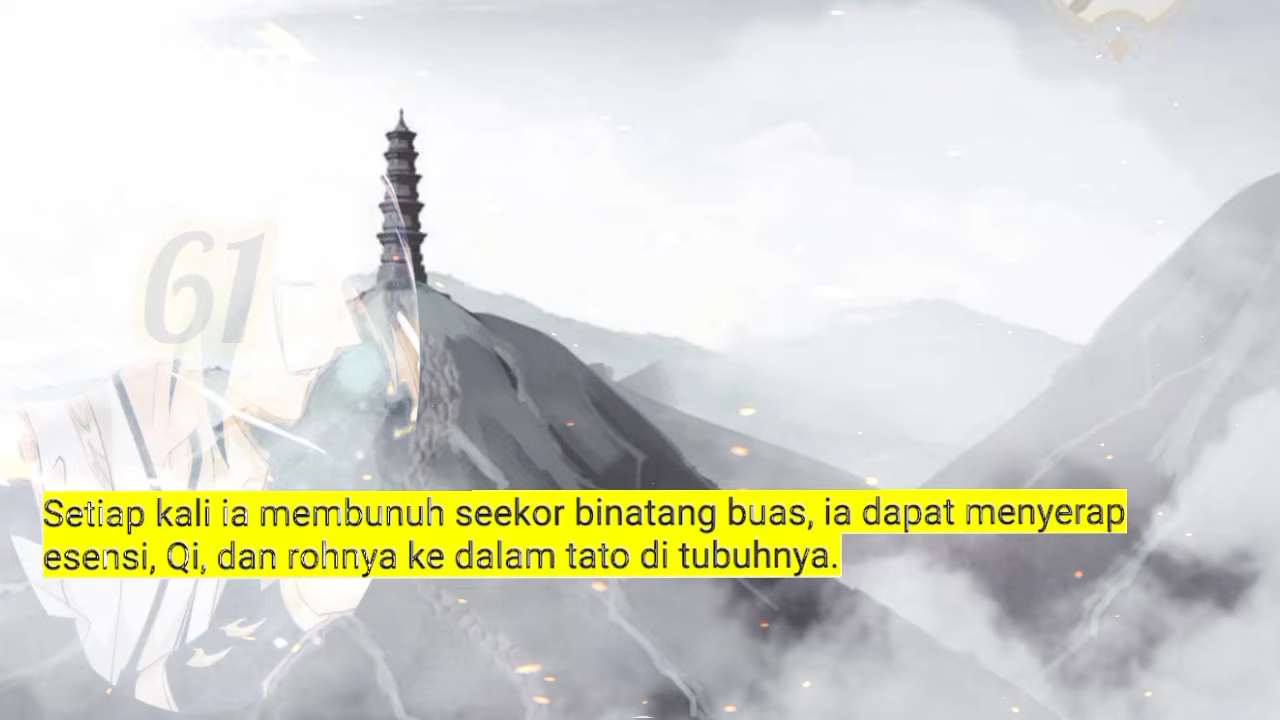 61
Setiap kali ia membunuh seekor binatang buas, ia dapat menyerap
esensi, Qi, dan rohnya ke dalam tato di tubuhnya.